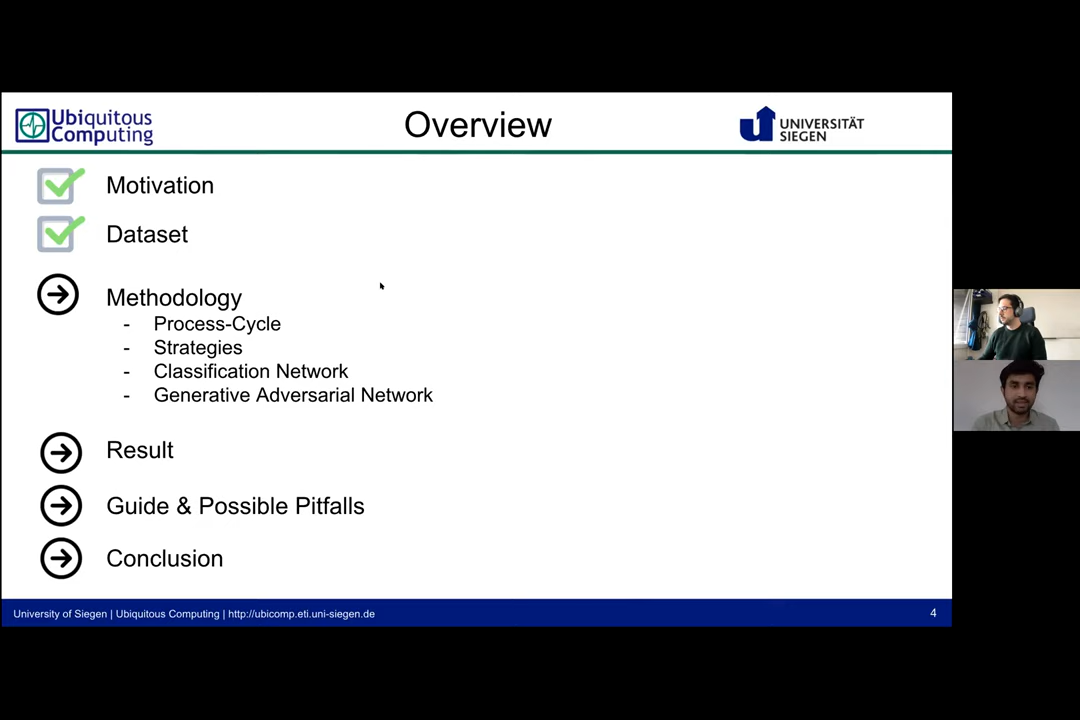 Ubiquitous
Computing
Overview
UNIVERSITÄT
SIEGEN
Motivation
Dataset
Methodology
- Process-Cycle
- Strategies
- Classification Network
- Generative Adversarial Network
Result
Guide & Possible Pitfalls
Conclusion
University of Siegen | Ubiquitous Computing | http://ubicomp.eti.uni-siegen.de
4